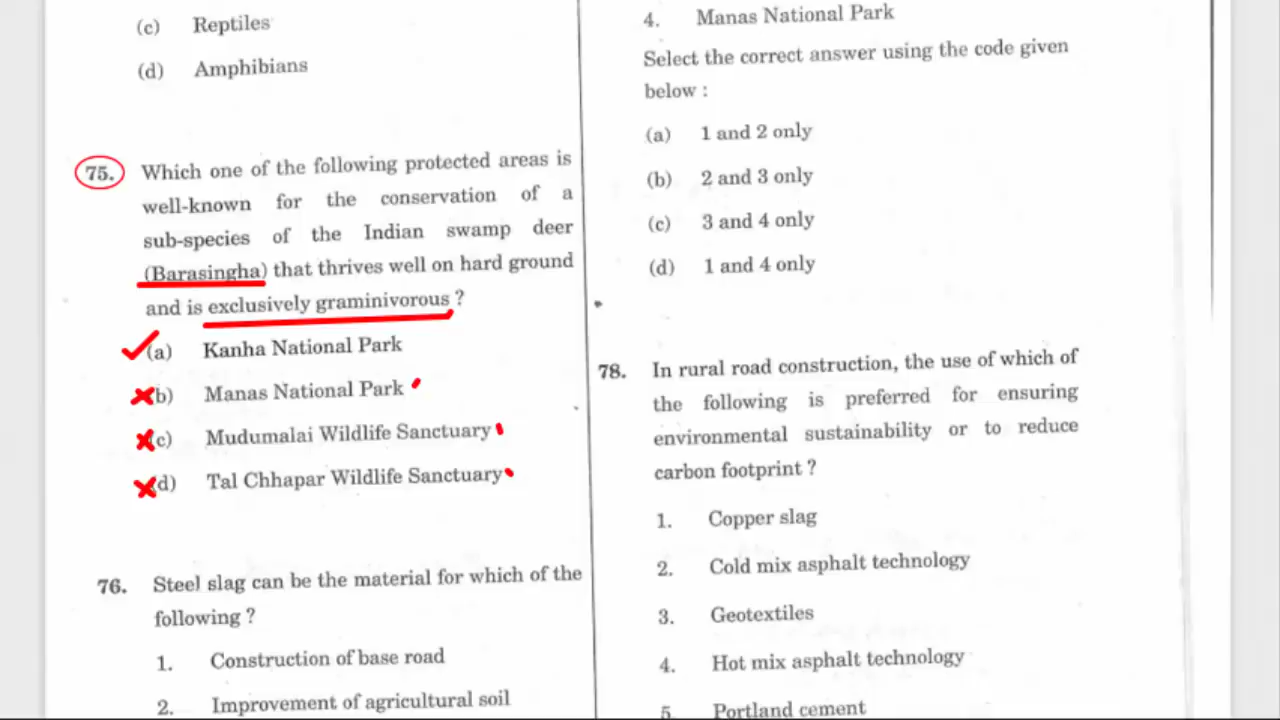 (c) Reptiles
(d) Amphibians
75. Which one of the following protected areas is
well-known for the conservation of a
sub-species of the Indian swamp deer
(Barasingha) that thrives well on hard ground
and is exclusively graminivorous ?
(a) Kanha National Park
(b) Manas National Park
(c) Mudumalai Wildlife Sanctuary
(d) Tal Chhapar Wildlife Sanctuary
76. Steel slag can be the material for which of the
following ?
1. Construction of base road
2. Improvement of agricultural soil
4. Manas National Park
Select the correct answer using the code given
below :
(a) 1 and 2 only
(b) 2 and 3 only
(c) 3 and 4 only
(d) 1 and 4 only
78. In rural road construction, the use of which of
the following is preferred for ensuring
environmental sustainability or to reduce
carbon footprint ?
1. Copper slag
2. Cold mix asphalt technology
3. Geotextiles
4. Hot mix asphalt technology
5. Portland cement